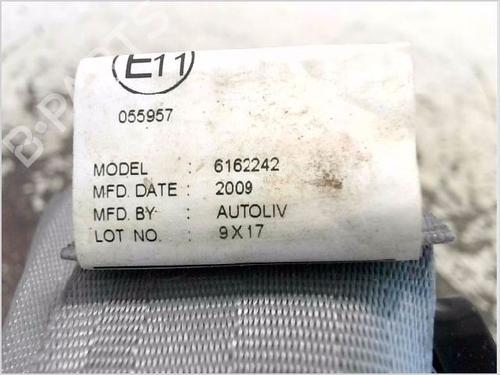 E11
055957
MODEL : 6162242
MFD. DATE : 2009
MFD. BY : AUTOLIV
LOT NO. : 9X17
B-PARTS